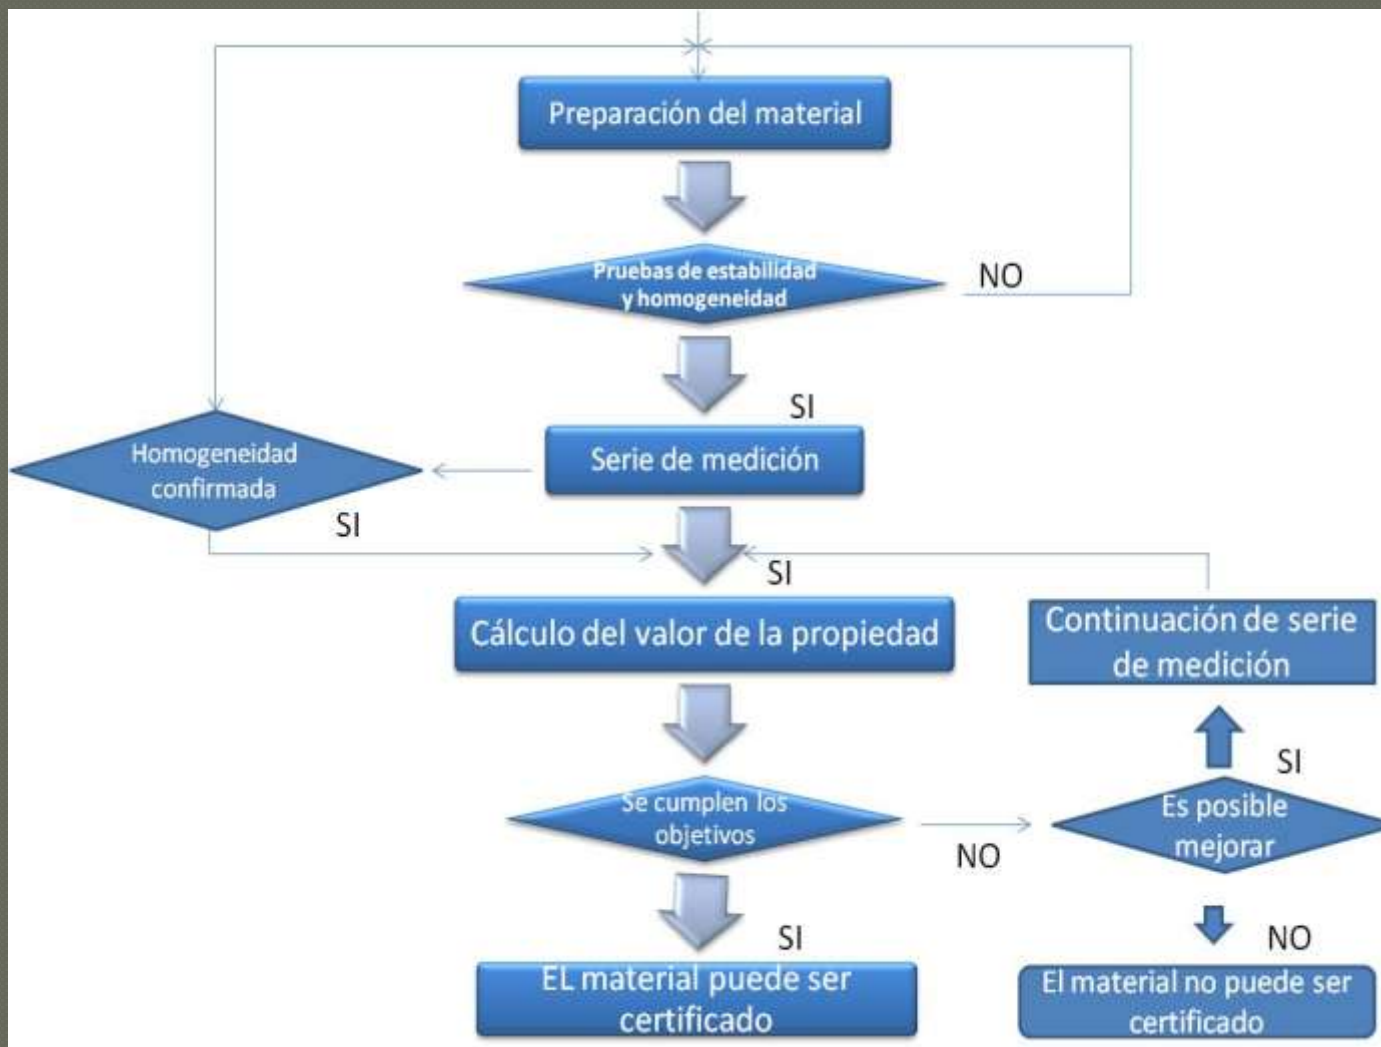 Preparación del material
Pruebas de estabilidad
y homogeneidad
NO
SI
Homogeneidad
confirmada
SI
Serie de medición
SI
Cálculo del valor de la propiedad
Continuación de serie
de medición
SI
Se cumplen los
objetivos
NO
Es posible
mejorar
SI
NO
EL material puede ser
certificado
El material no puede ser
certificado